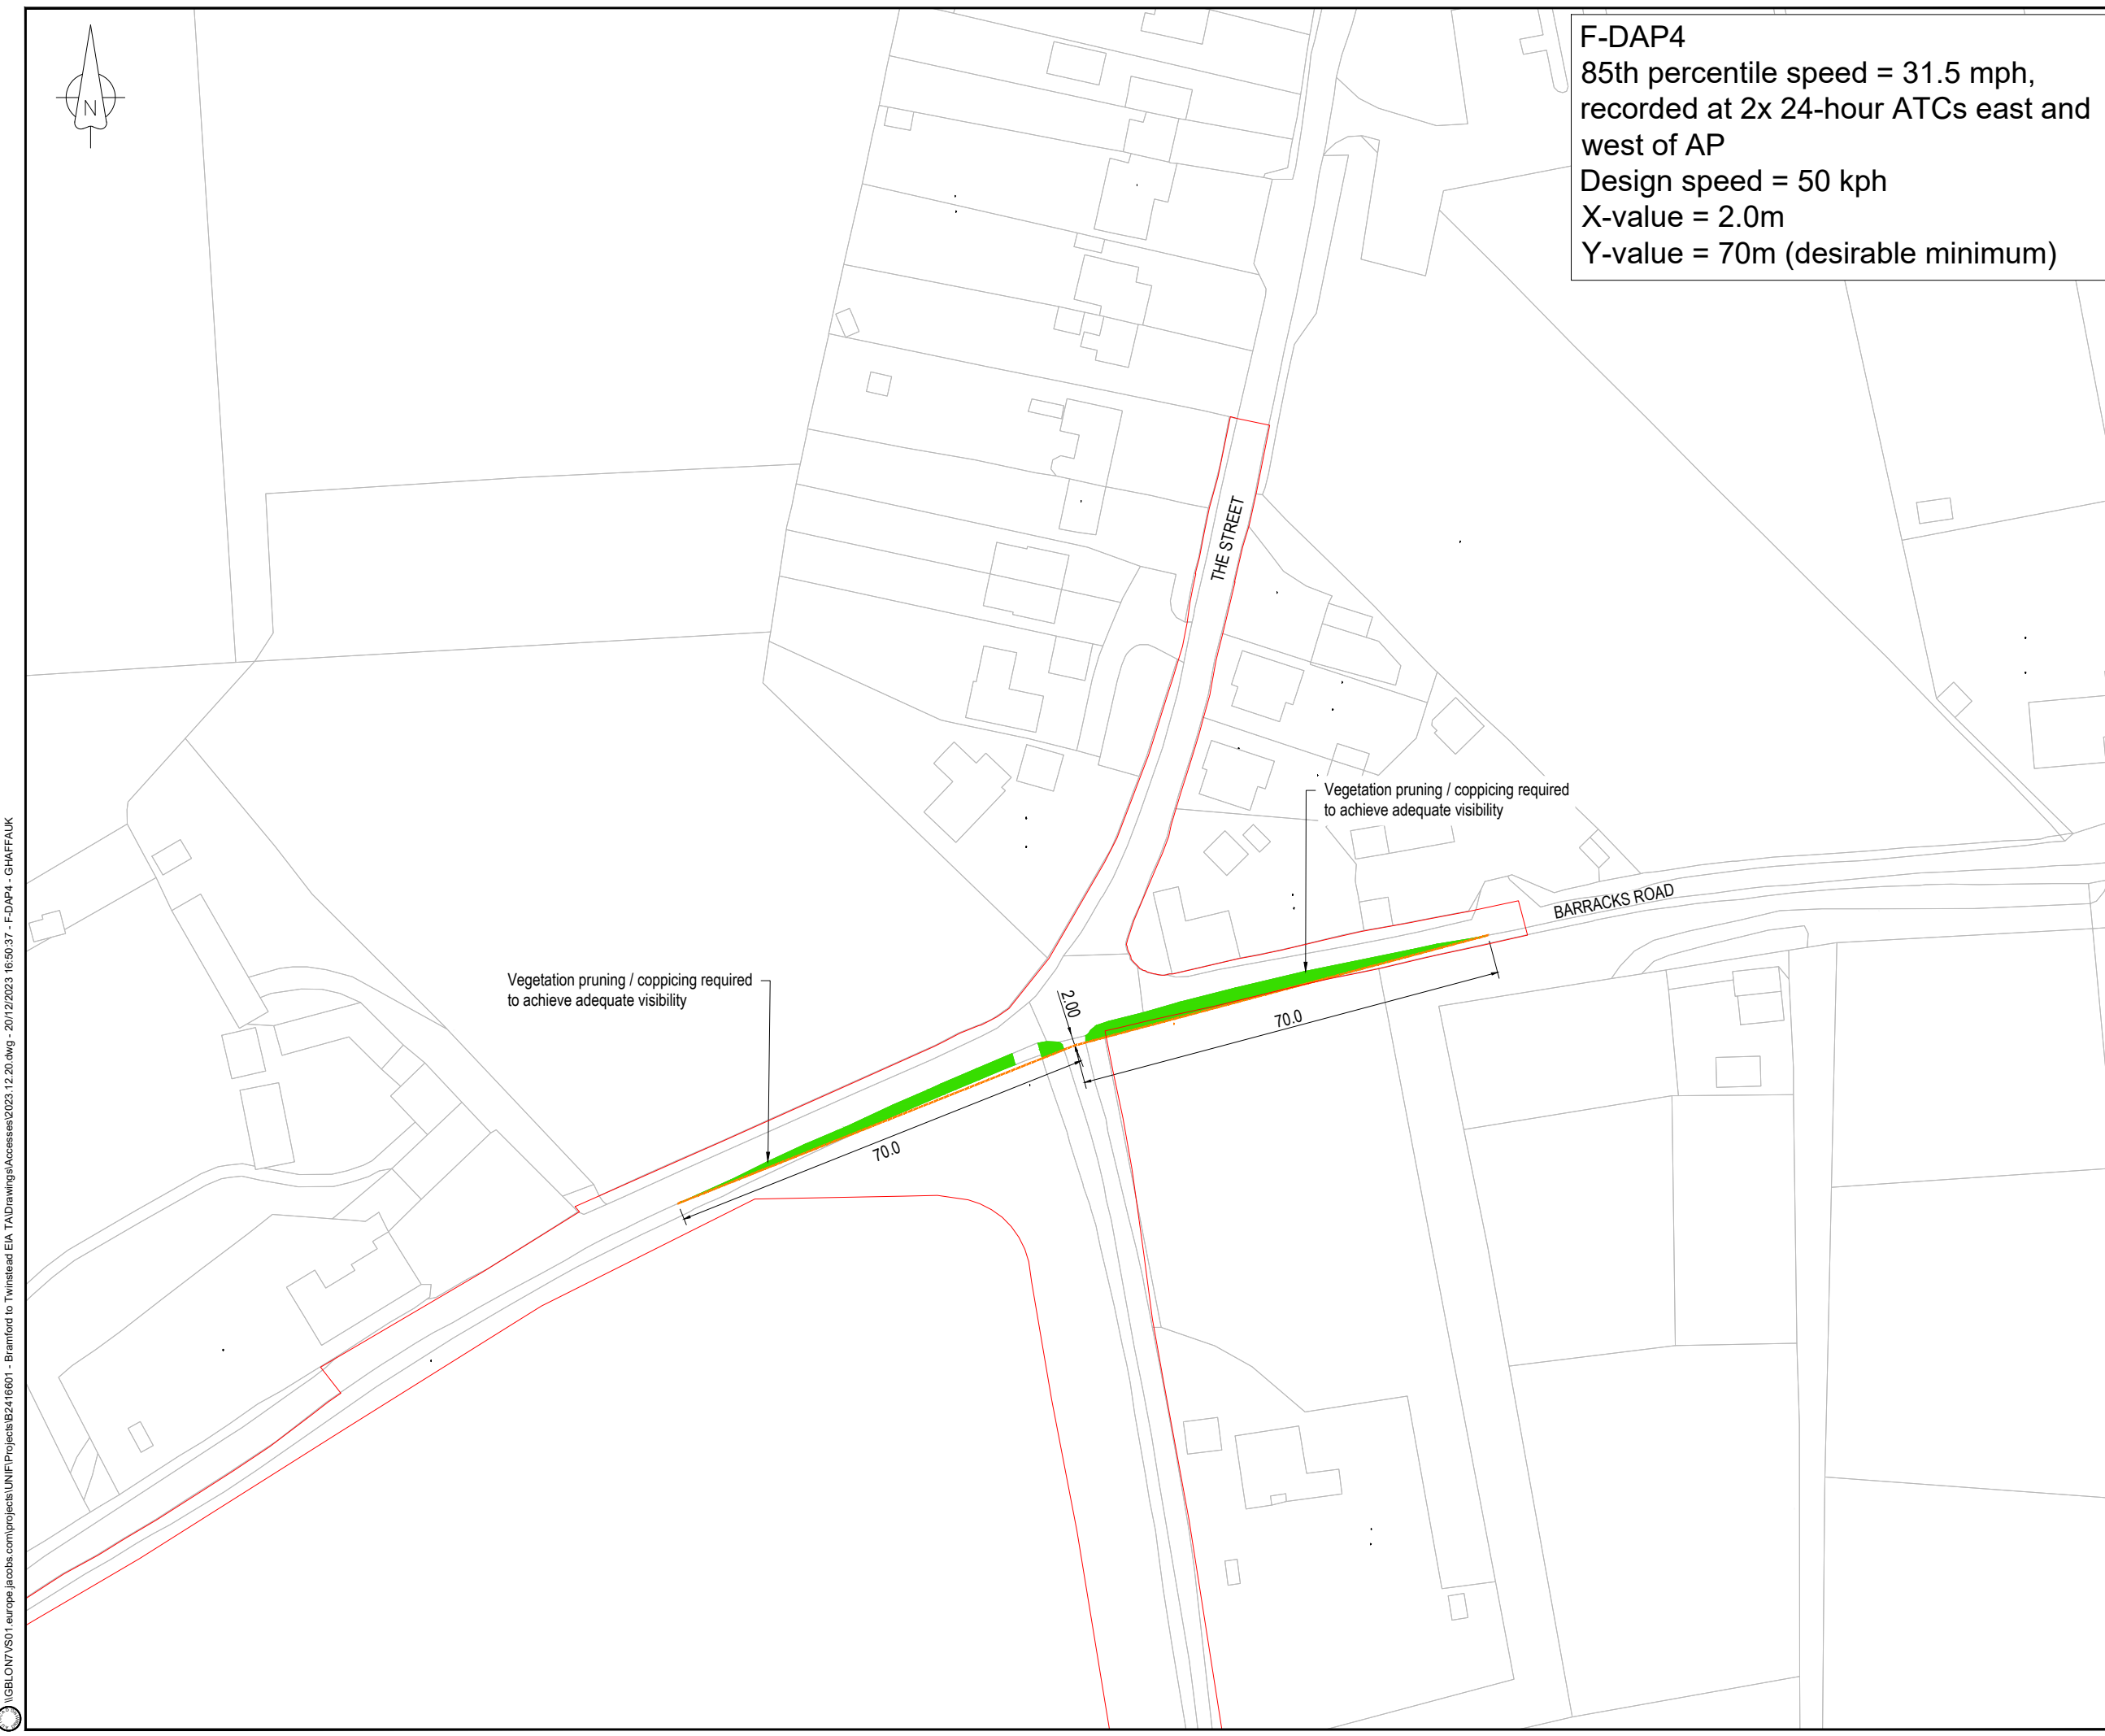 F-DAP4
85th percentile speed = 31.5 mph,
recorded at 2x 24-hour ATCs east and
west of AP
Design speed = 50 kph
X-value = 2.0m
Y-value = 70m (desirable minimum)
N
THE STREET
Vegetation pruning / coppicing required
to achieve adequate visibility
BARRACKS ROAD
Vegetation pruning / coppicing required
to achieve adequate visibility
2.00
70.0
70.0
\\GBLON7VS01.europe.jacobs.com\projects\UNIF\Projects\B2416601 - Bramford to Twinstead EIA TA\Drawings\Accesses\2023.12.20.dwg - 20/12/2023 16:50:37 - F-DAP4 - GHAFFAUK